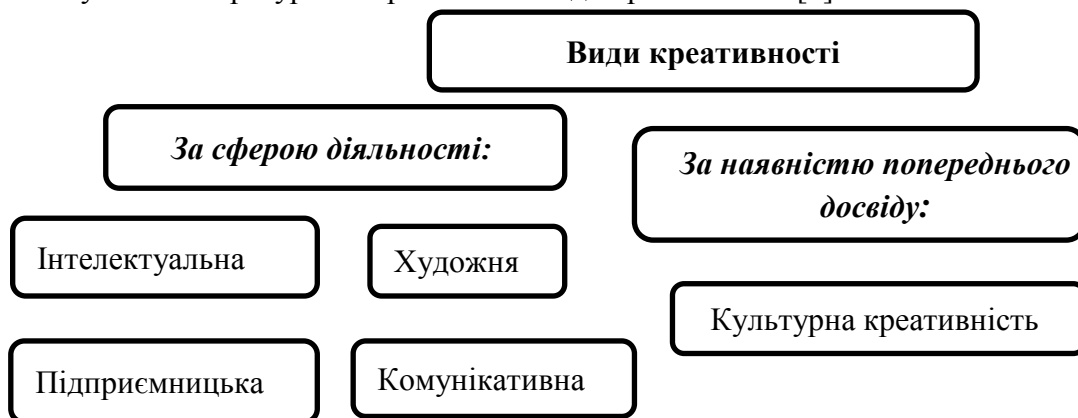 Види креативності
За сферою діяльності:
За наявністю попереднього
досвіду:
Інтелектуальна
Художня
Культурна креативність
Підприємницька
Комунікативна